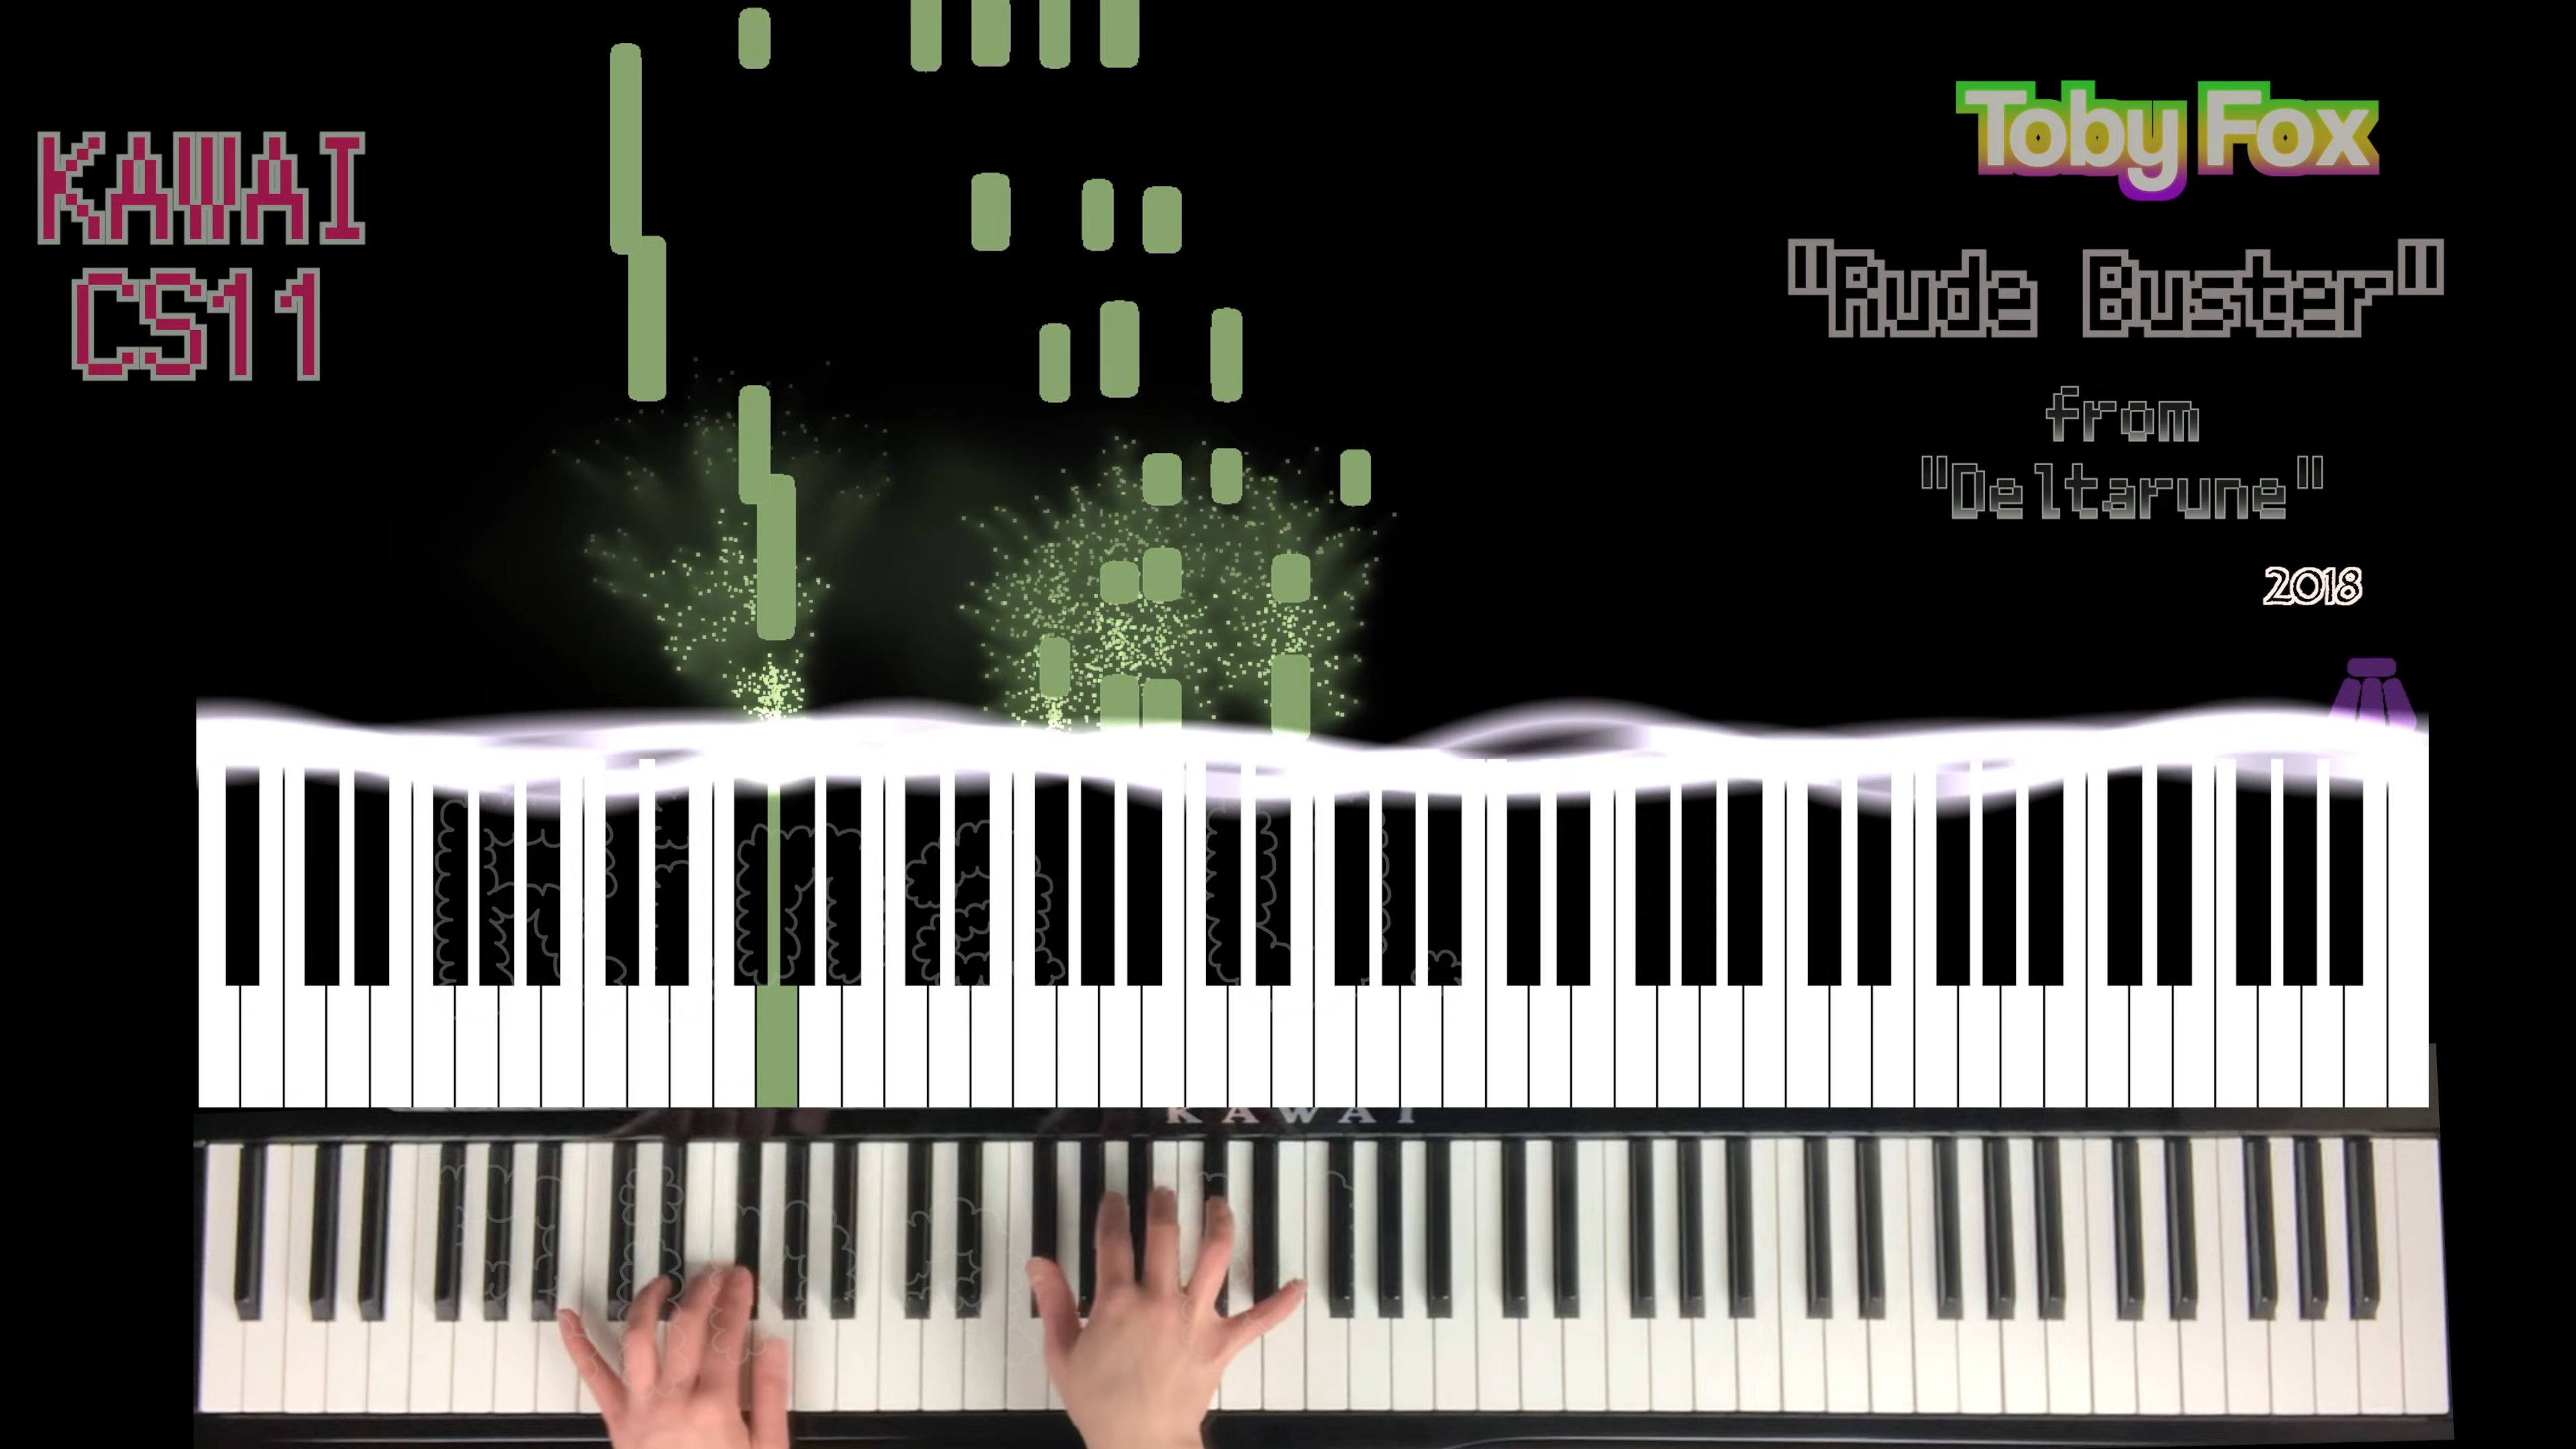 KAWAI
CS11
Toby Fox
"Rude Buster"
from
"Deltarune"
2018
KAWAI